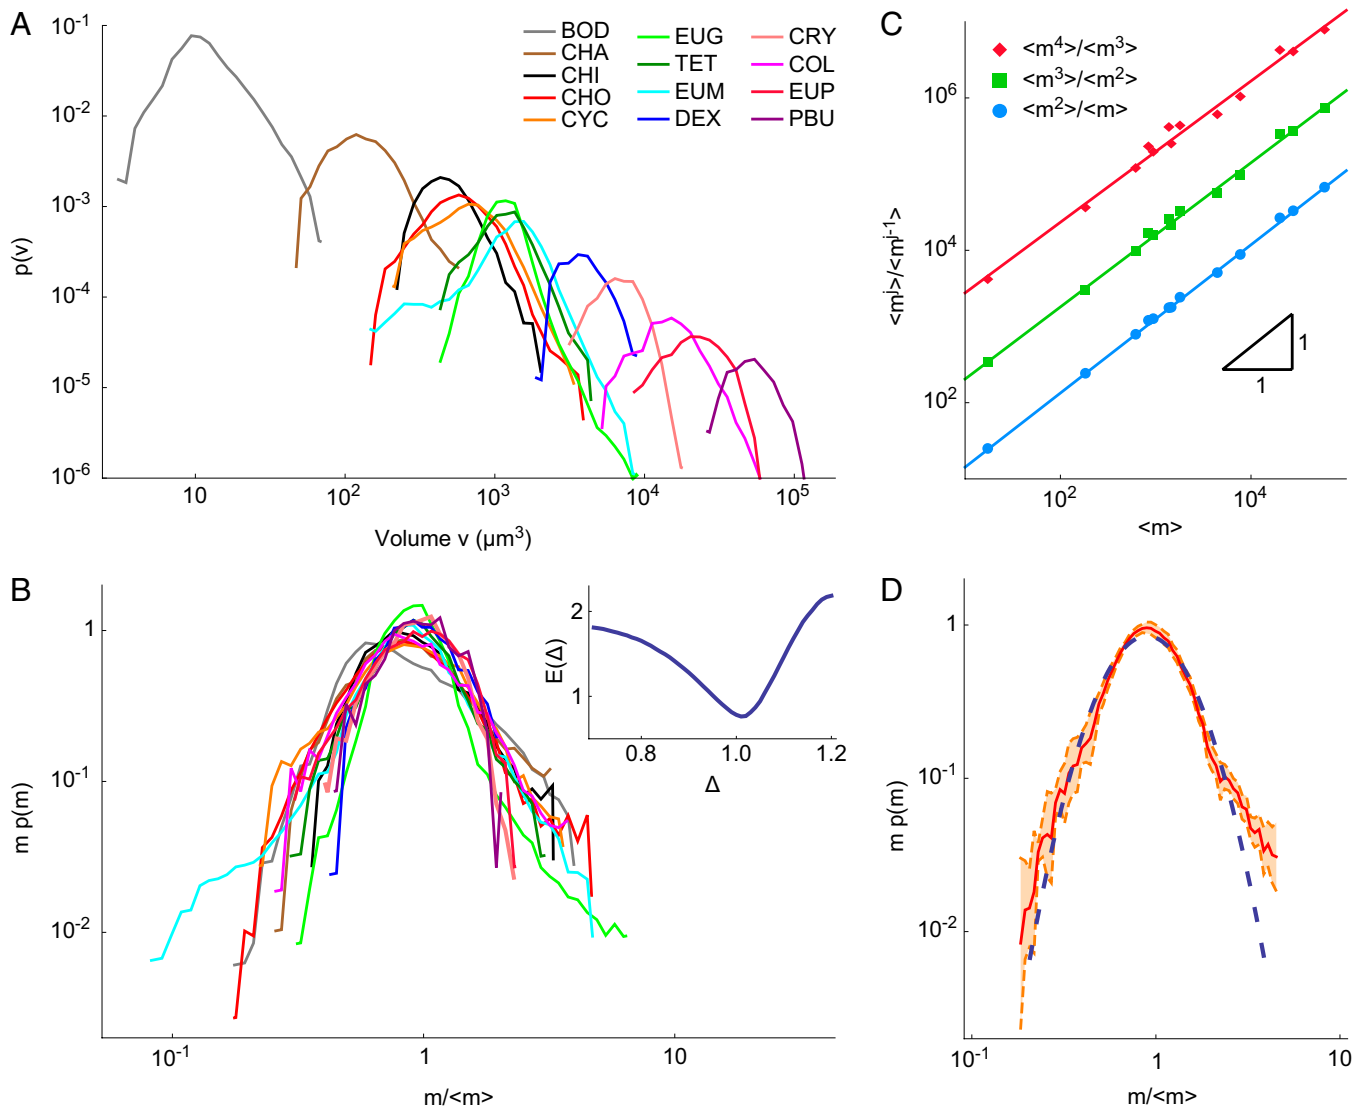 A
10^-1
10^-2
10^-3
10^-4
10^-5
10^-6
p(v)
10
10^2
10^3
10^4
10^5
Volume v (μm^3)
BOD
CHA
CHI
CHO
CYC
EUG
TET
EUM
DEX
CRY
COL
EUP
PBU
C
<m^4>/<m^3>
<m^3>/<m^2>
<m^2>/<m>
10^6
10^4
10^2
<m^j>/<m^j-1>
1
1
10^2
10^4
<m>
B
1
10^-1
10^-2
m p(m)
10^-1
1
10
m/<m>
2
1
E(Δ)
0.8
1.0
1.2
Δ
D
1
10^-1
10^-2
m p(m)
10^-1
1
10
m/<m>